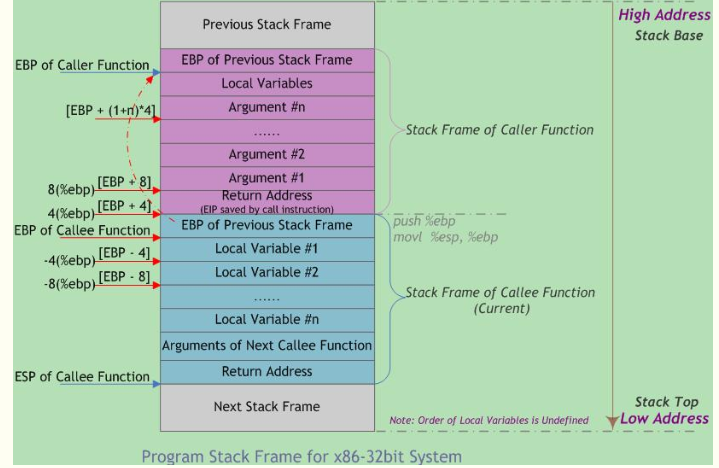 Previous Stack Frame
High Address
Stack Base
EBP of Caller Function
EBP of Previous Stack Frame
Local Variables
[EBP + (1+n)*4]
Argument #n
......
Stack Frame of Caller Function
Argument #2
Argument #1
8(%ebp)
[EBP + 8]
Return Address
(EIP saved by call instruction)
4(%ebp)
[EBP + 4]
push %ebp
movl %esp, %ebp
EBP of Callee Function
EBP of Previous Stack Frame
Local Variable #1
-4(%ebp)
[EBP - 4]
Local Variable #2
-8(%ebp)
[EBP - 8]
......
Stack Frame of Callee Function
(Current)
Local Variable #n
Arguments of Next Callee Function
ESP of Callee Function
Return Address
Next Stack Frame
Stack Top
Note: Order of Local Variables is Undefined
Low Address
Program Stack Frame for x86-32bit System